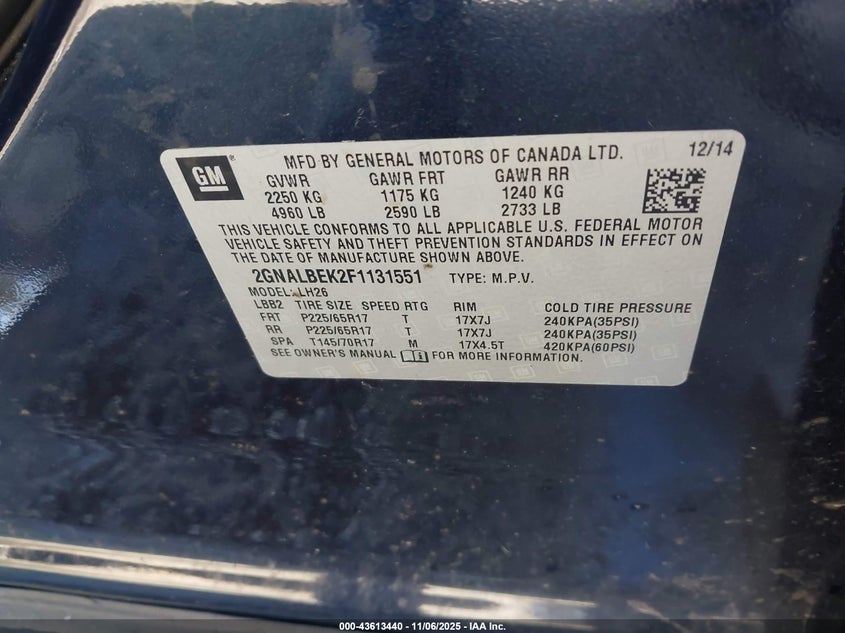 GM ® MFD BY GENERAL MOTORS OF CANADA LTD. 12/14
GVWR GAWR FRT GAWR RR
2250 KG 1175 KG 1240 KG
4960 LB 2590 LB 2733 LB
THIS VEHICLE CONFORMS TO ALL APPLICABLE U.S. FEDERAL MOTOR
VEHICLE SAFETY AND THEFT PREVENTION STANDARDS IN EFFECT ON
THE DATE OF MANUFACTURE SHOWN ABOVE.
2GNALBEK2F1131551 TYPE: M.P.V.
MODEL: LH26
LBB2 TIRE SIZE SPEED RTG RIM COLD TIRE PRESSURE
FRT P225/65R17 T 17X7J 240KPA(35PSI)
RR P225/65R17 T 17X7J 240KPA(35PSI)
SPA T145/70R17 M 17X4.5T 420KPA(60PSI)
SEE OWNER'S MANUAL FOR MORE INFORMATION.
000-43613440 - 11/06/2025 - IAA Inc.